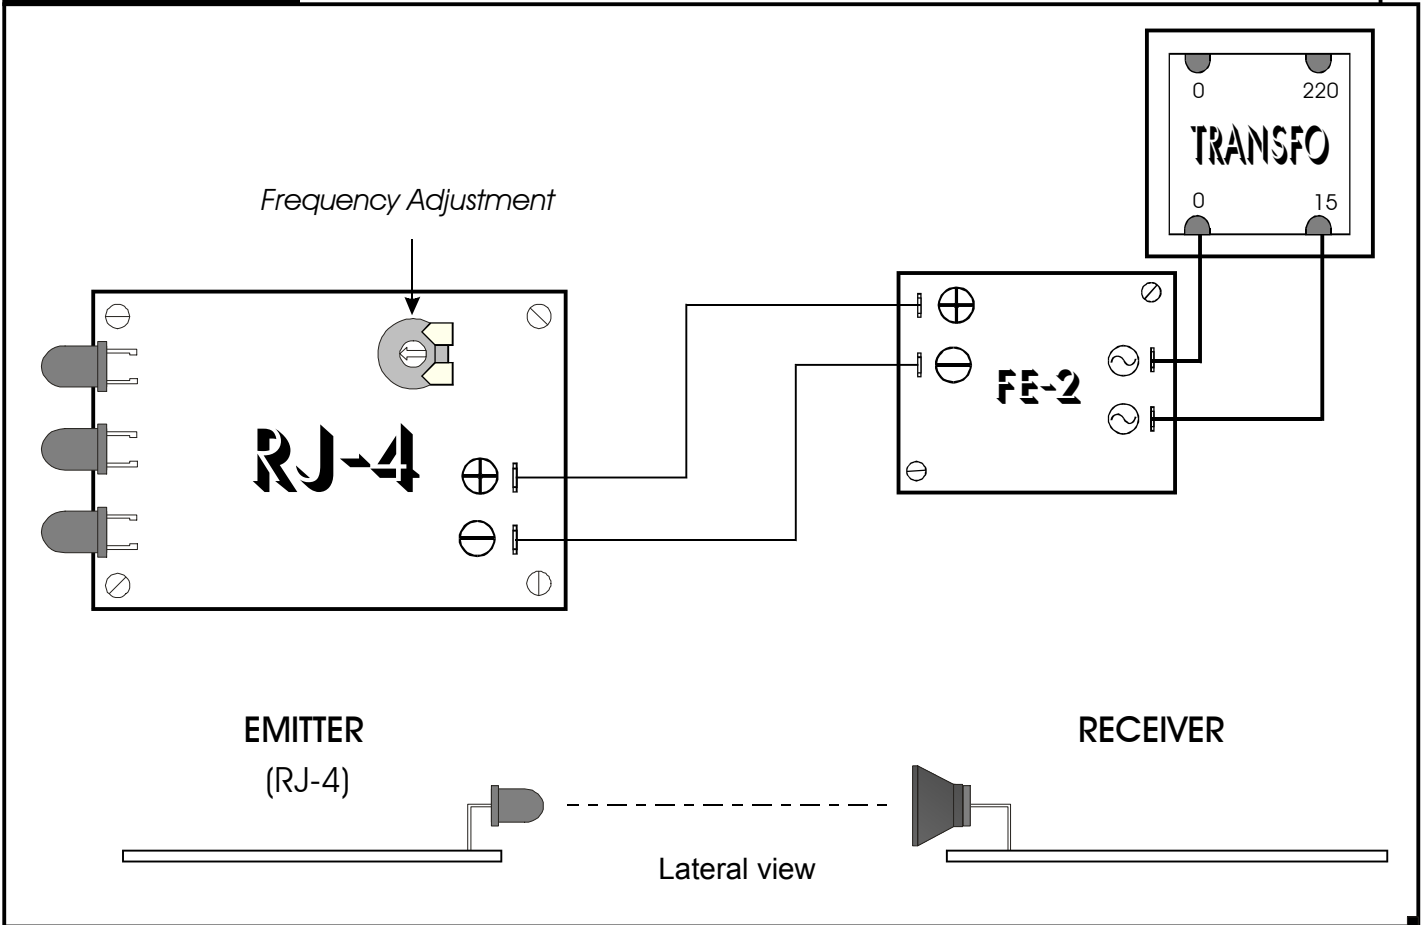 0 220
TRANSFO
0 15
Frequency Adjustment
FE-2
RJ-4
EMITTER
(RJ-4)
RECEIVER
Lateral view